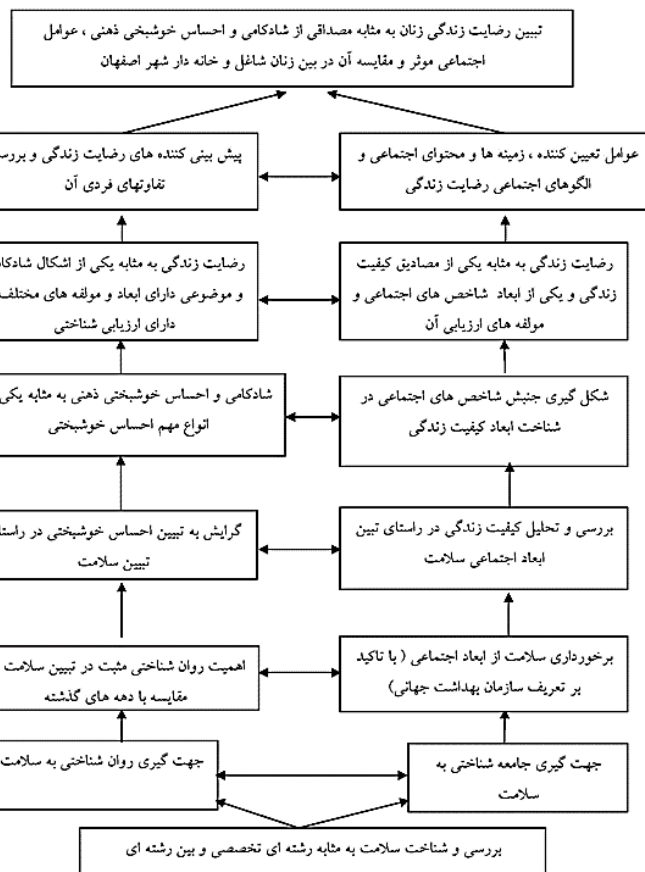 تبیین رضایت زندگی زنان به مثابه مصداقی از شادکامی و احساس خوشبختی ذهنی ، عوامل
اجتماعی موثر و مقایسه آن در بین زنان شاغل و خانه دار شهر اصفهان
عوامل تعیین کننده ، زمینه ها و محتوای اجتماعی و
الگوهای اجتماعی رضایت زندگی
پیش بینی کننده های رضایت زندگی و
تفاوتهای فردی آن
رضایت زندگی به مثابه یکی از مصادیق کیفیت
زندگی و یکی از ابعاد شاخص های اجتماعی و
مولفه های ارزیابی آن
رضایت زندگی به مثابه یکی از اشکال
و موضوعی دارای ابعاد و مولفه های مختلف
دارای ارزیابی شناختی
شکل گیری جنبش شاخص های اجتماعی در
شناخت ابعاد کیفیت زندگی
شادکامی و احساس خوشبختی ذهنی به مثابه یکی
انواع مهم احساس خوشبختی
بررسی و تحلیل کیفیت زندگی در راستای تبین
ابعاد اجتماعی سلامت
گرایش به تبیین احساس خوشبختی در
تبیین سلامت
برخورداری سلامت از ابعاد اجتماعی ( با تاکید
بر تعریف سازمان بهداشت جهانی)
اهمیت روان شناختی مثبت در تبیین سلامت
مقایسه با دهه های گذشته
جهت گیری جامعه شناختی به
سلامت
جهت گیری روان شناختی به سلامت
بررسی و شناخت سلامت به مثابه رشته ای تخصصی و بین رشته ای